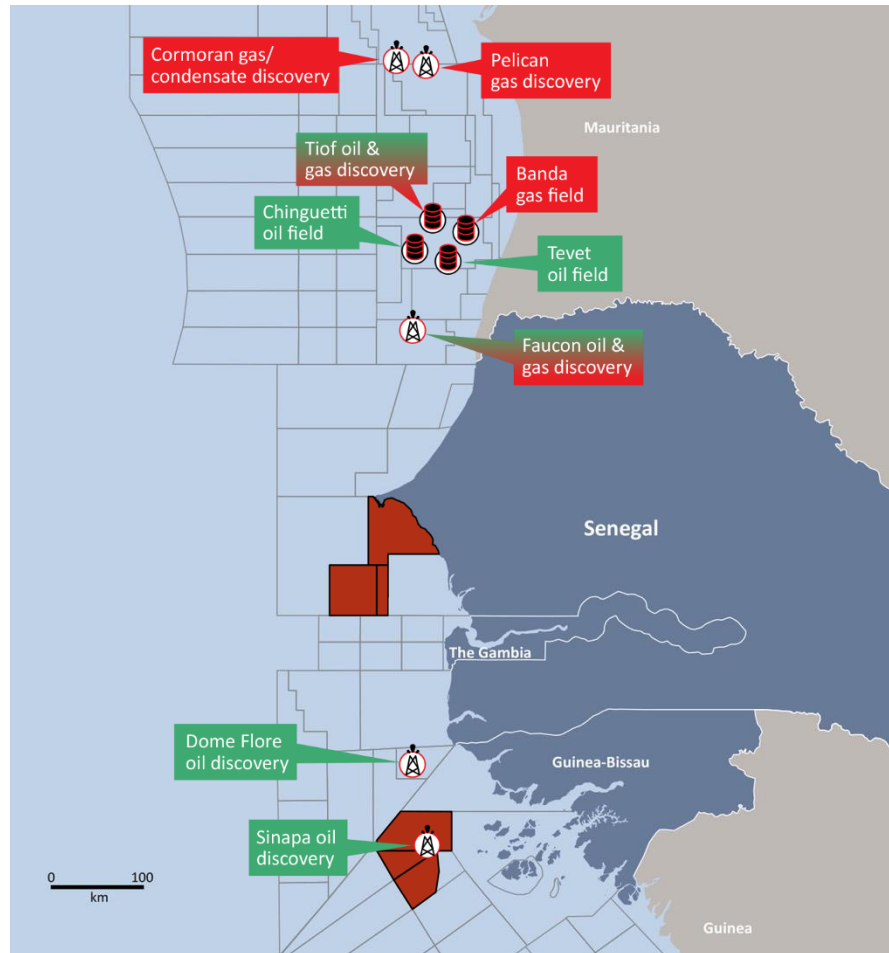 Cormoran gas/
condensate discovery
Pelican
gas discovery
Mauritania
Tiof oil &
gas discovery
Banda
gas field
Chinguetti
oil field
Tevet
oil field
Faucon oil &
gas discovery
Senegal
The Gambia
Dome Flore
oil discovery
Guinea-Bissau
Sinapa oil
discovery
0 100
km
Guinea